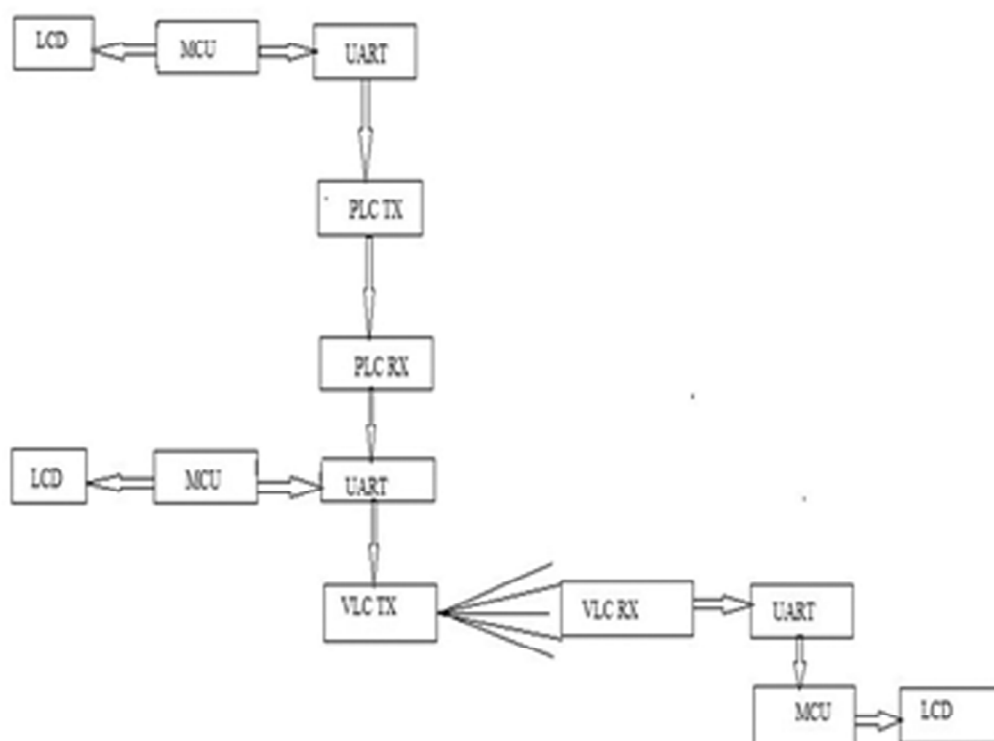 LCD
MCU
UART
PLC TX
PLC RX
LCD
MCU
UART
VLC TX
VLC RX
UART
MCU
LCD